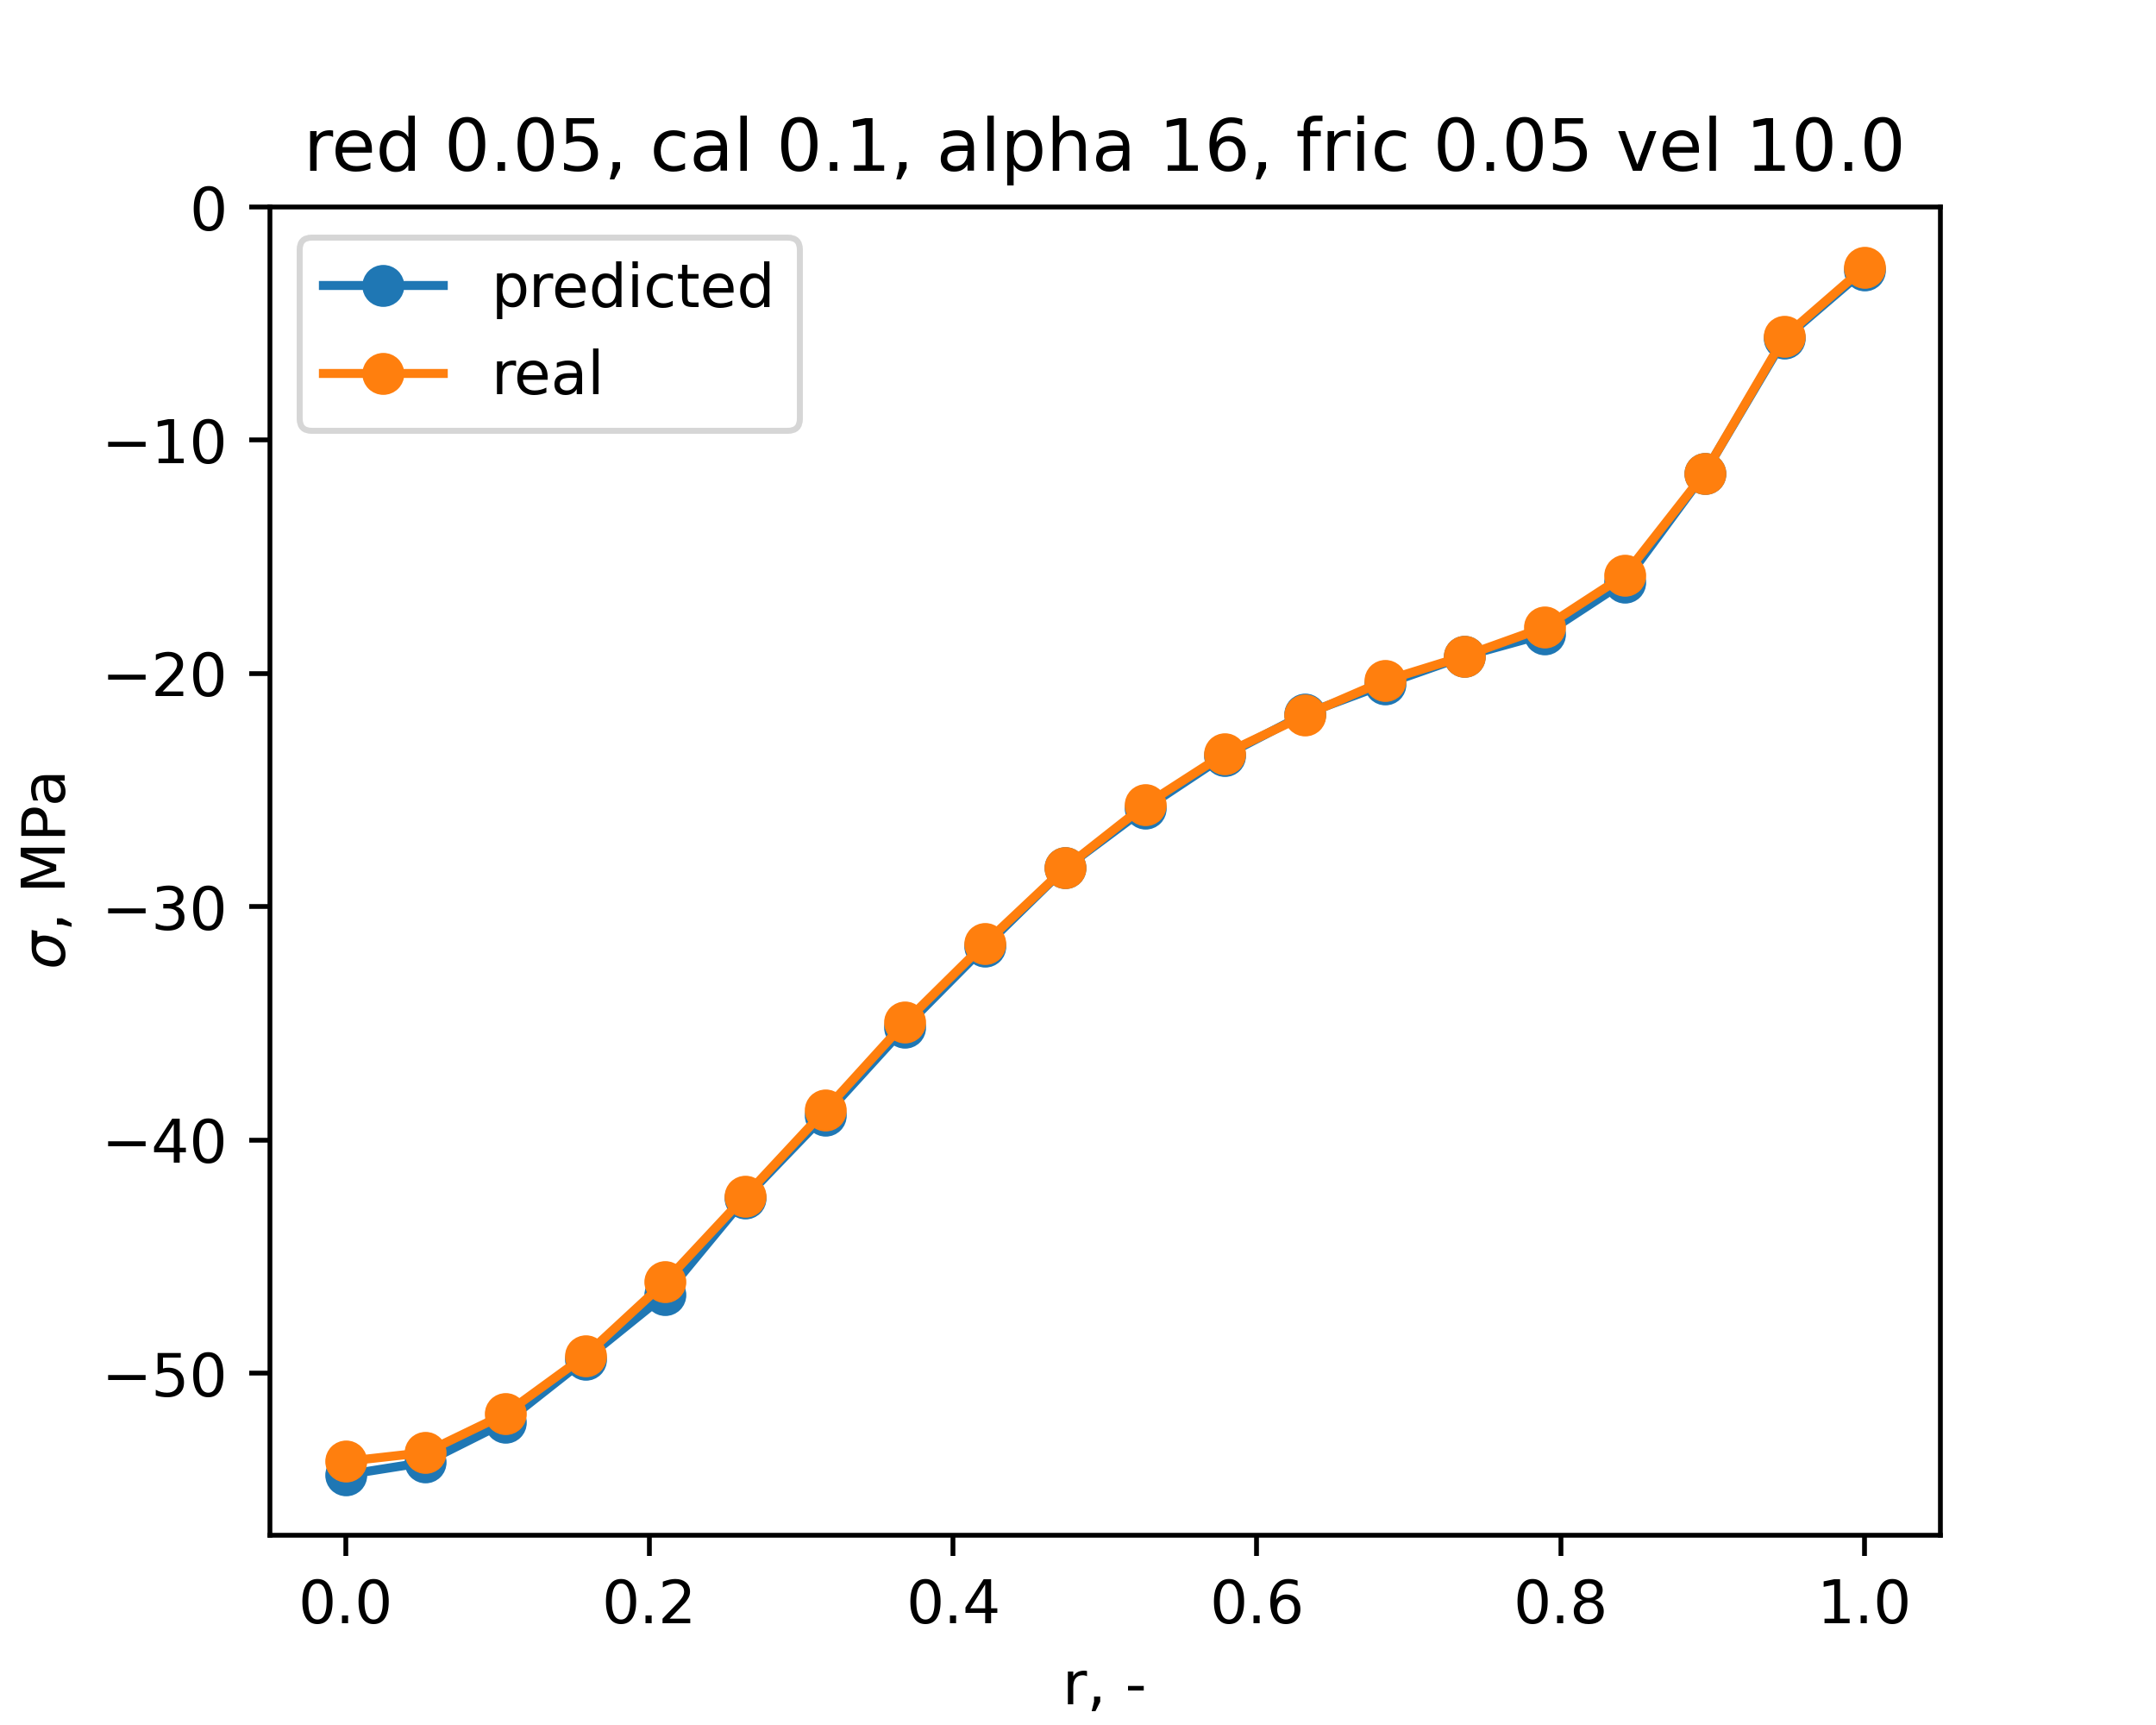 red 0.05, cal 0.1, alpha 16, fric 0.05 vel 10.0
predicted
real
0
−10
−20
−30
−40
−50
σ, MPa
0.0 0.2 0.4 0.6 0.8 1.0
r, -